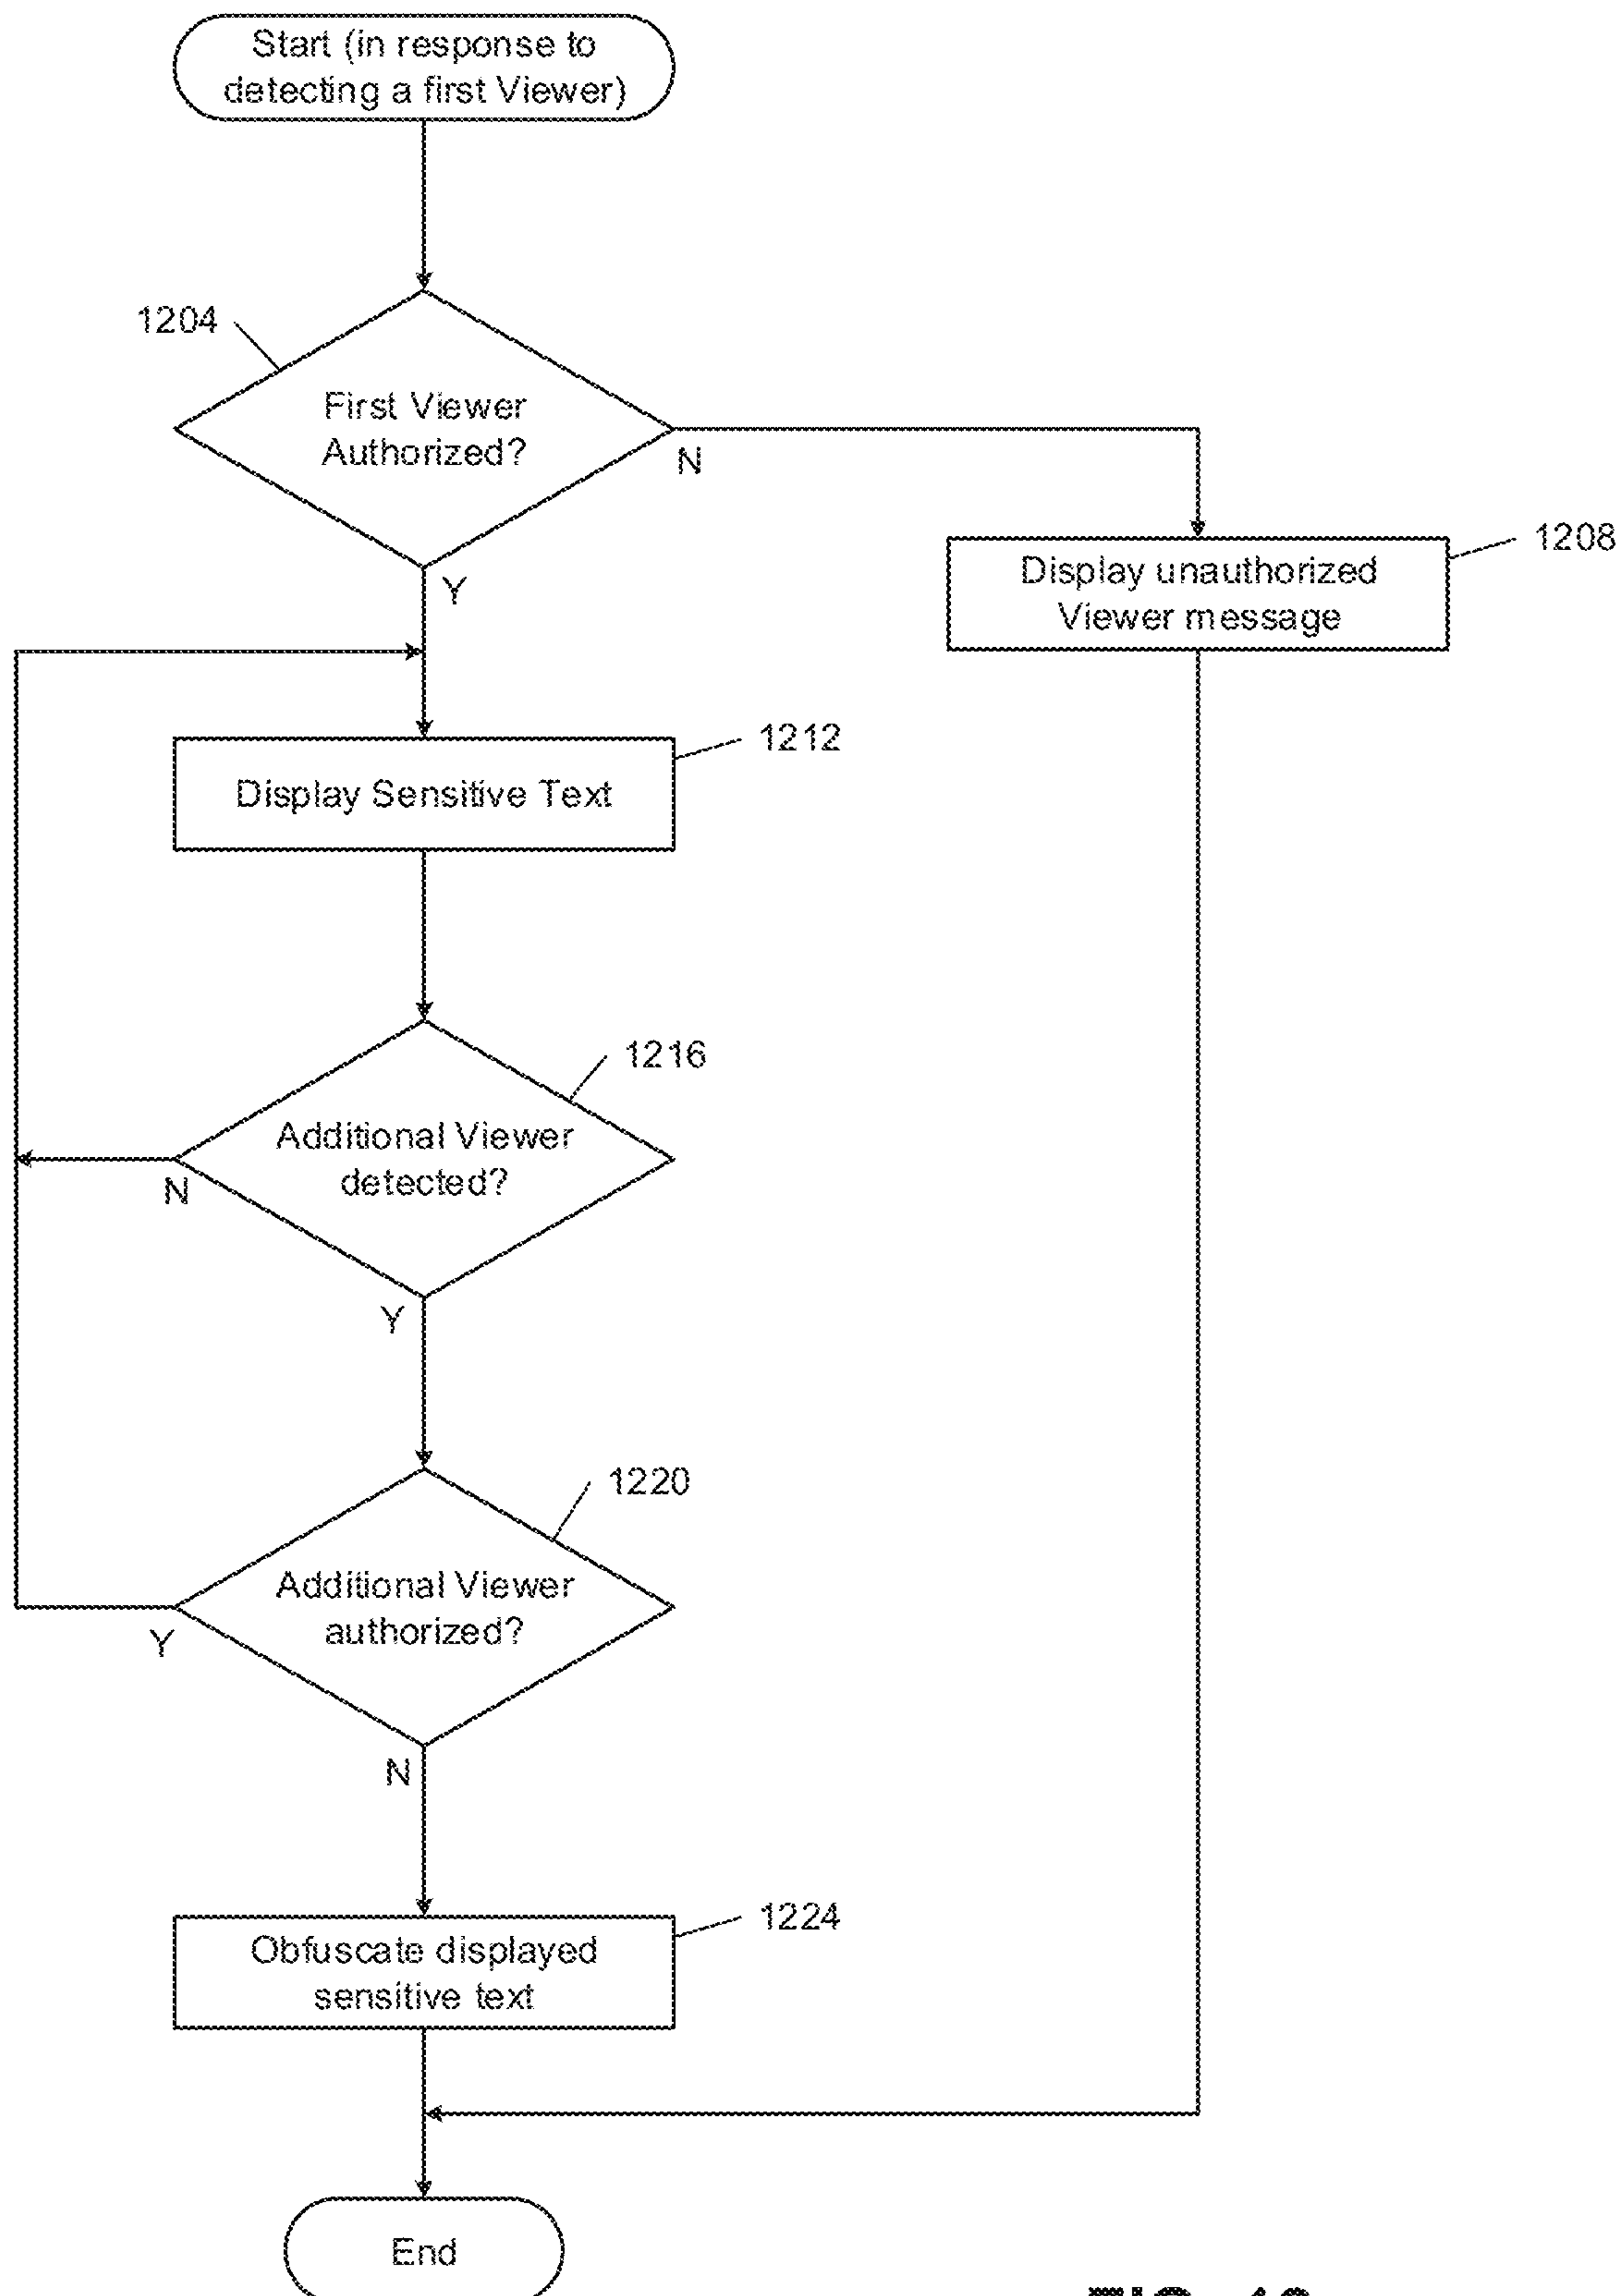 Start (in response to
detecting a first Viewer)
1204
First Viewer
Authorized?
N
Y
1208
Display unauthorized
Viewer message
1212
Display Sensitive Text
1216
Additional Viewer
detected?
N
Y
1220
Additional Viewer
authorized?
Y
N
1224
Obfuscate displayed
sensitive text
End